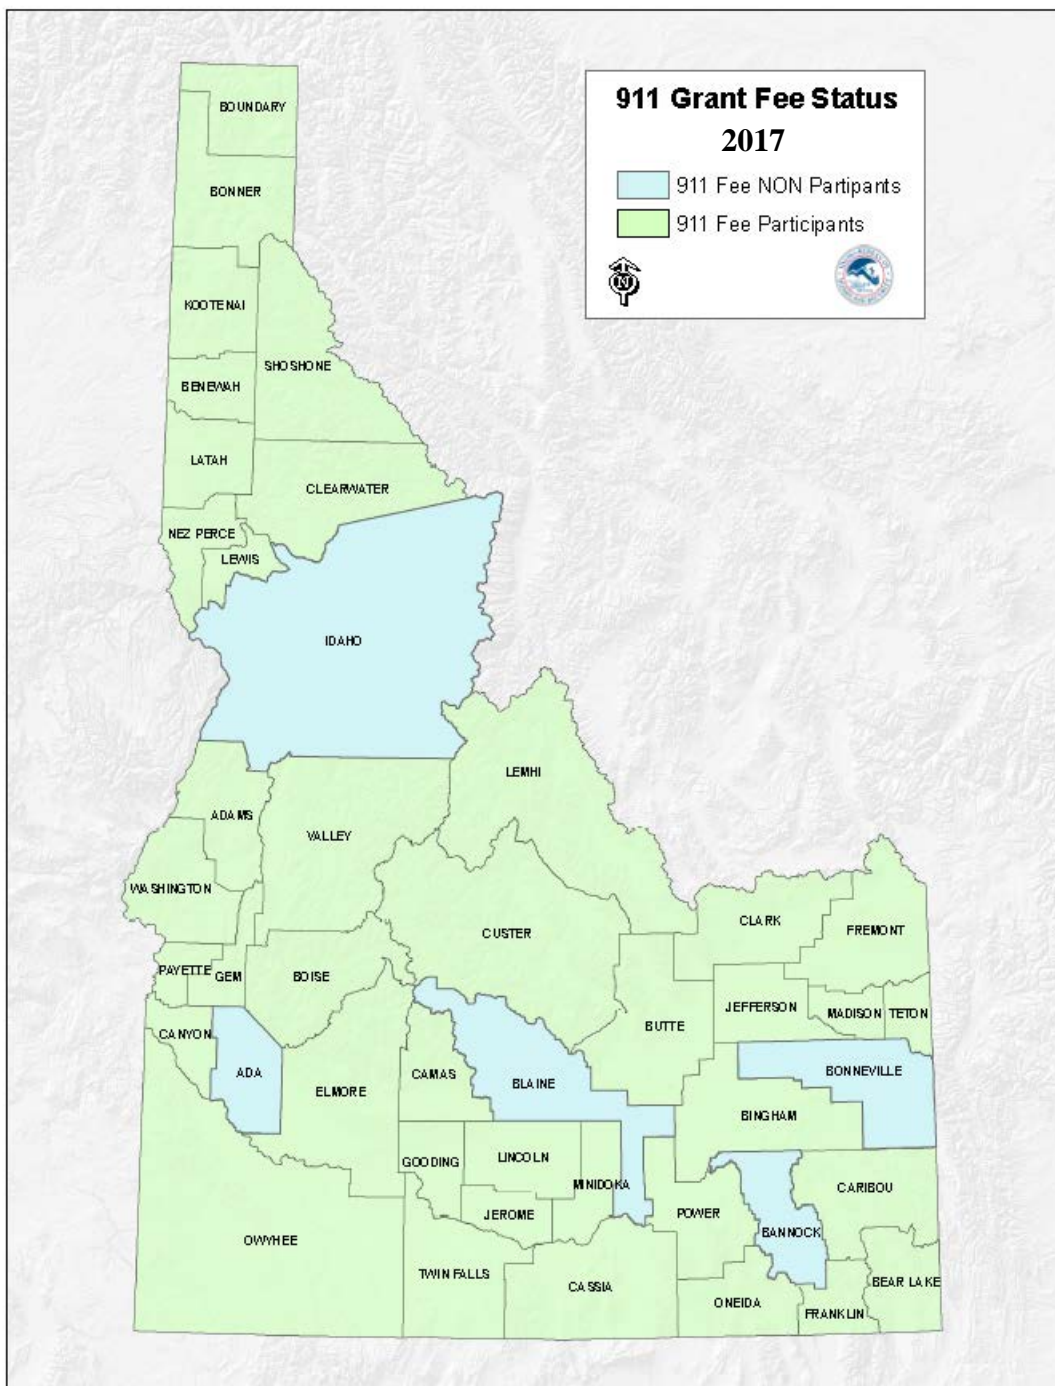 911 Grant Fee Status
2017
911 Fee NON Partipants
911 Fee Participants
N
BOUNDARY
BONNER
KOOTENAI
SHOSHONE
BENEWAH
LATAH
CLEARWATER
NEZ PERCE
LEWIS
IDAHO
LEMHI
ADAMS
VALLEY
WASHINGTON
CUSTER
CLARK
FREMONT
PAYETTE
GEM
BOISE
JEFFERSON
MADISON
TETON
CANYON
BUTTE
ADA
CAMAS
BLAINE
BONNEVILLE
ELMORE
BINGHAM
GOODING
LINCOLN
MINIDOKA
CARIBOU
JEROME
POWER
BANNOCK
OWYHEE
TWIN FALLS
CASSIA
BEAR LAKE
ONEIDA
FRANKLIN